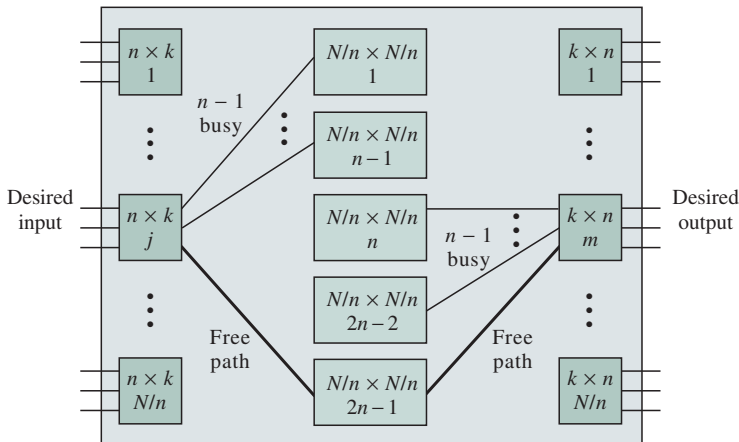 n × k
1
N/n × N/n
1
k × n
1
n − 1
busy
N/n × N/n
n−1
Desired
input
n × k
j
N/n × N/n
n
n−1
busy
k × n
m
Desired
output
N/n × N/n
2n−2
Free
path
Free
path
n × k
N/n
N/n × N/n
2n−1
k × n
N/n